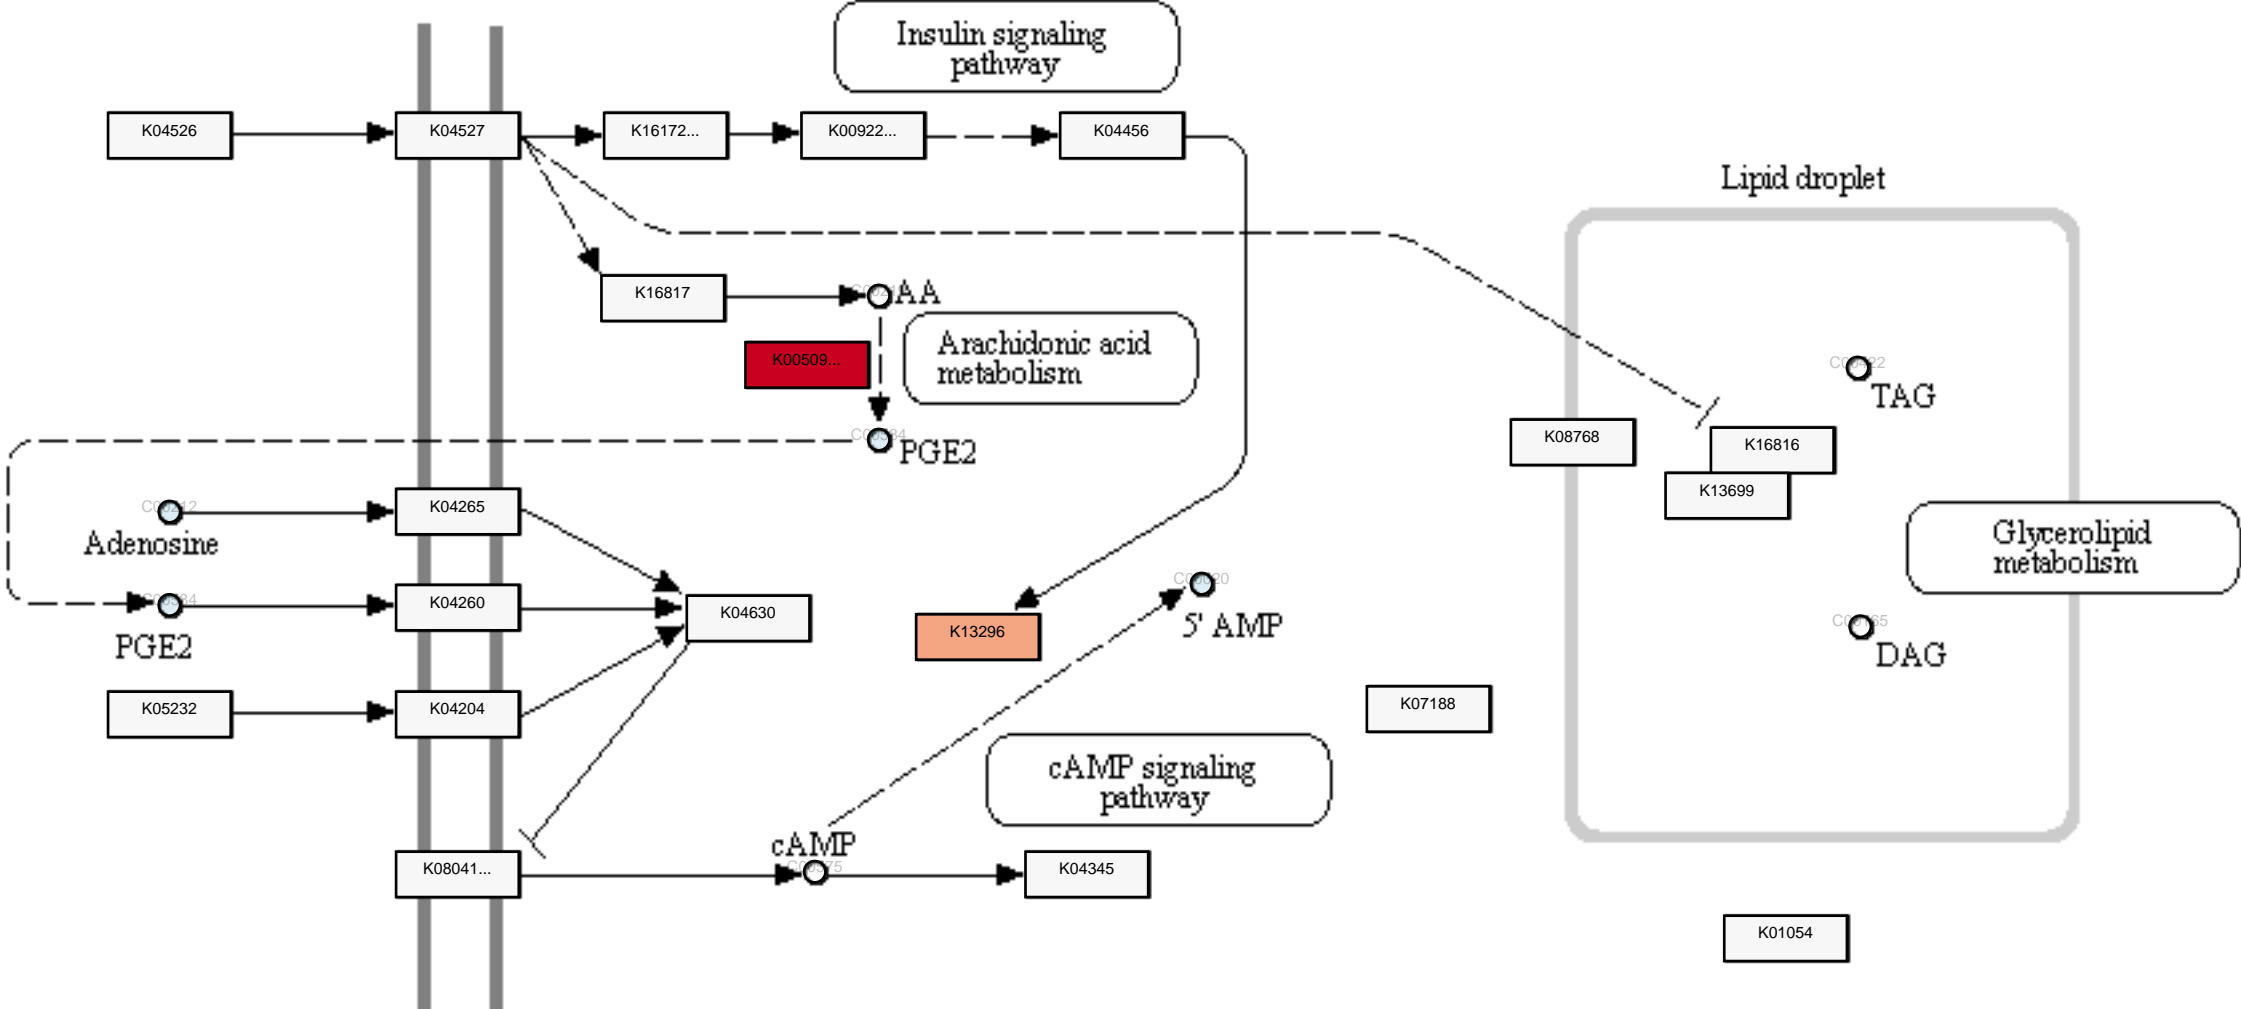 Insulin signaling
pathway
K04526
K04527
K16172...
K00922...
K04456
Lipid droplet
K16817
AA
Arachidonic acid
metabolism
K00509...
TAG
PGE2
K08768
K16816
K13699
K04265
Adenosine
Glycerolipid
metabolism
K04260
K04630
PGE2
K13296
5' AMP
DAG
K05232
K04204
K07188
cAMP signaling
pathway
cAMP
K08041...
K04345
K01054